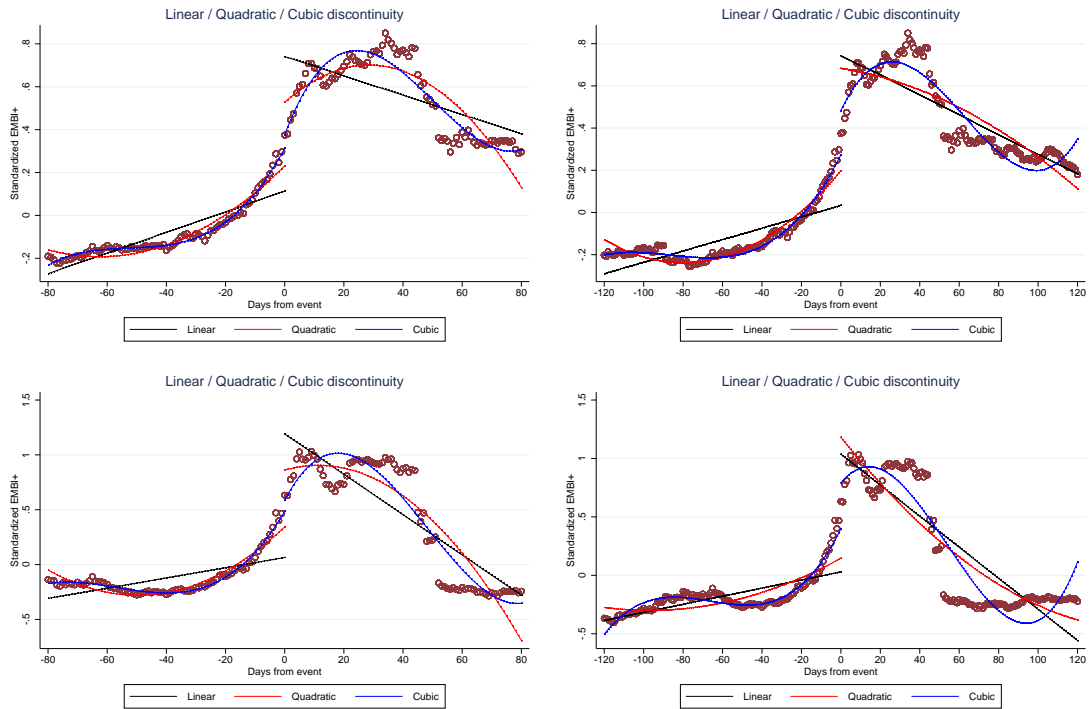 Linear / Quadratic / Cubic discontinuity
Standardized EMBI+
.8
.6
.4
.2
0
-.2
-80 -60 -40 -20 0 20 40 60 80
Days from event
Linear Quadratic Cubic
Linear / Quadratic / Cubic discontinuity
Standardized EMBI+
.8
.6
.4
.2
0
-.2
-120 -100 -80 -60 -40 -20 0 20 40 60 80 100 120
Days from event
Linear Quadratic Cubic
Linear / Quadratic / Cubic discontinuity
Standardized EMBI+
1.5
1
.5
0
-.5
-80 -60 -40 -20 0 20 40 60 80
Days from event
Linear Quadratic Cubic
Linear / Quadratic / Cubic discontinuity
Standardized EMBI+
1.5
1
.5
0
-.5
-120 -100 -80 -60 -40 -20 0 20 40 60 80 100 120
Days from event
Linear Quadratic Cubic